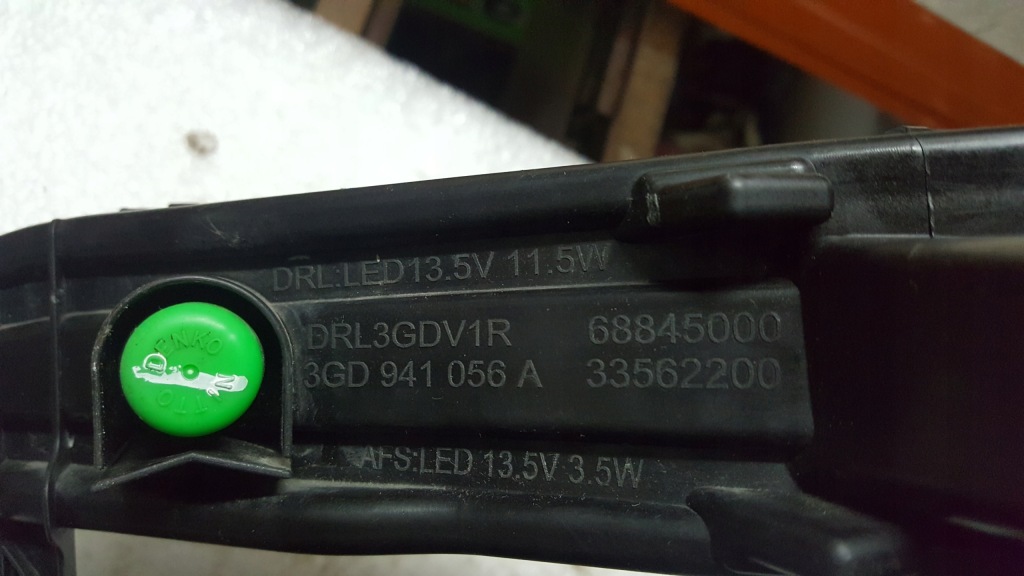 DRL:LED13.5V 11.5W
DRL3GDV1R 68845000
3GD 941 056 A 33562200
AFS:LED 13.5V 3.5W